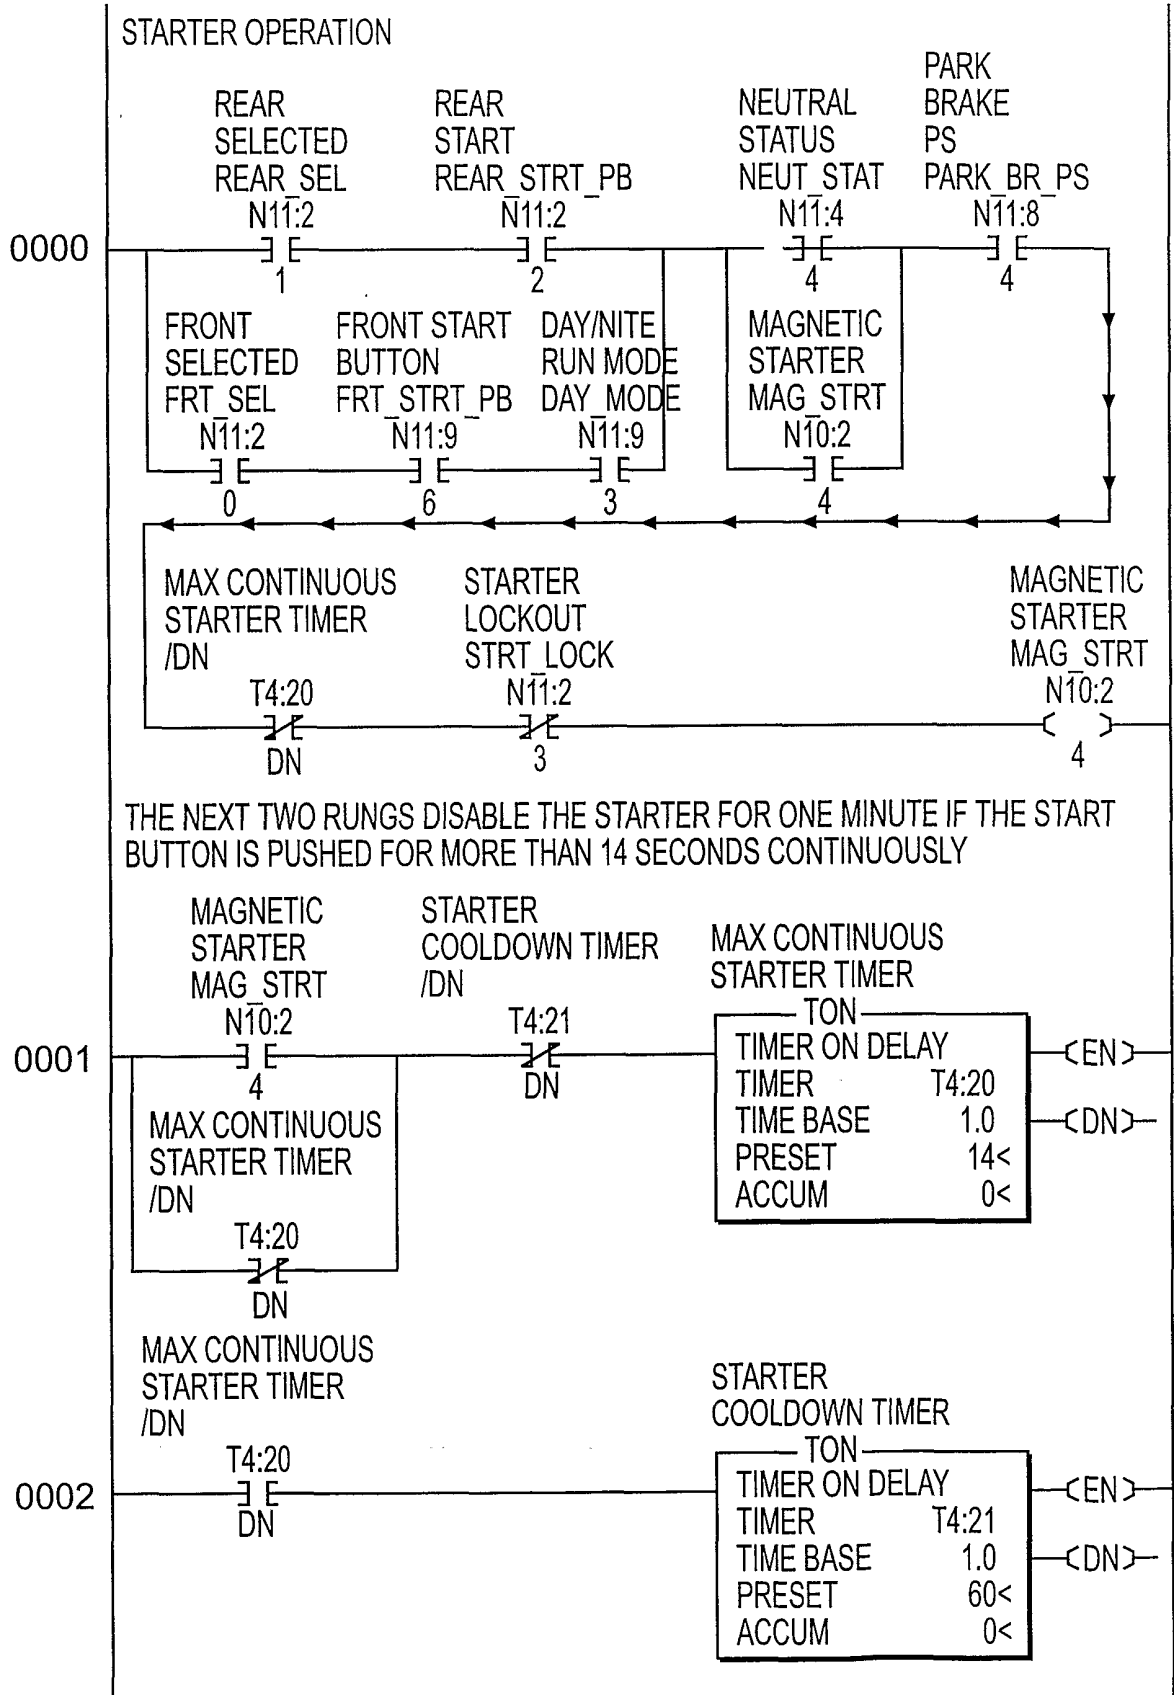 STARTER OPERATION
REAR
SELECTED
REAR_SEL
N11:2
1
REAR
START
REAR_STRT_PB
N11:2
2
NEUTRAL
STATUS
NEUT_STAT
N11:4
4
PARK
BRAKE
PS
PARK_BR_PS
N11:8
4
0000
FRONT
SELECTED
FRT_SEL
N11:2
0
FRONT START
BUTTON
FRT_STRT_PB
N11:9
6
DAY/NITE
RUN MODE
DAY_MODE
N11:9
3
MAGNETIC
STARTER
MAG_STRT
N10:2
4
MAX CONTINUOUS
STARTER TIMER
/DN
T4:20
DN
STARTER
LOCKOUT
STRT_LOCK
N11:2
3
MAGNETIC
STARTER
MAG_STRT
N10:2
4
THE NEXT TWO RUNGS DISABLE THE STARTER FOR ONE MINUTE IF THE START
BUTTON IS PUSHED FOR MORE THAN 14 SECONDS CONTINUOUSLY
0001
MAGNETIC
STARTER
MAG_STRT
N10:2
4
STARTER
COOLDOWN TIMER
/DN
T4:21
DN
MAX CONTINUOUS
STARTER TIMER
TON
TIMER ON DELAY
TIMER T4:20
TIME BASE 1.0
PRESET 14<
ACCUM 0<
EN
DN
MAX CONTINUOUS
STARTER TIMER
/DN
T4:20
DN
0002
MAX CONTINUOUS
STARTER TIMER
/DN
T4:20
DN
STARTER
COOLDOWN TIMER
TON
TIMER ON DELAY
TIMER T4:21
TIME BASE 1.0
PRESET 60<
ACCUM 0<
EN
DN